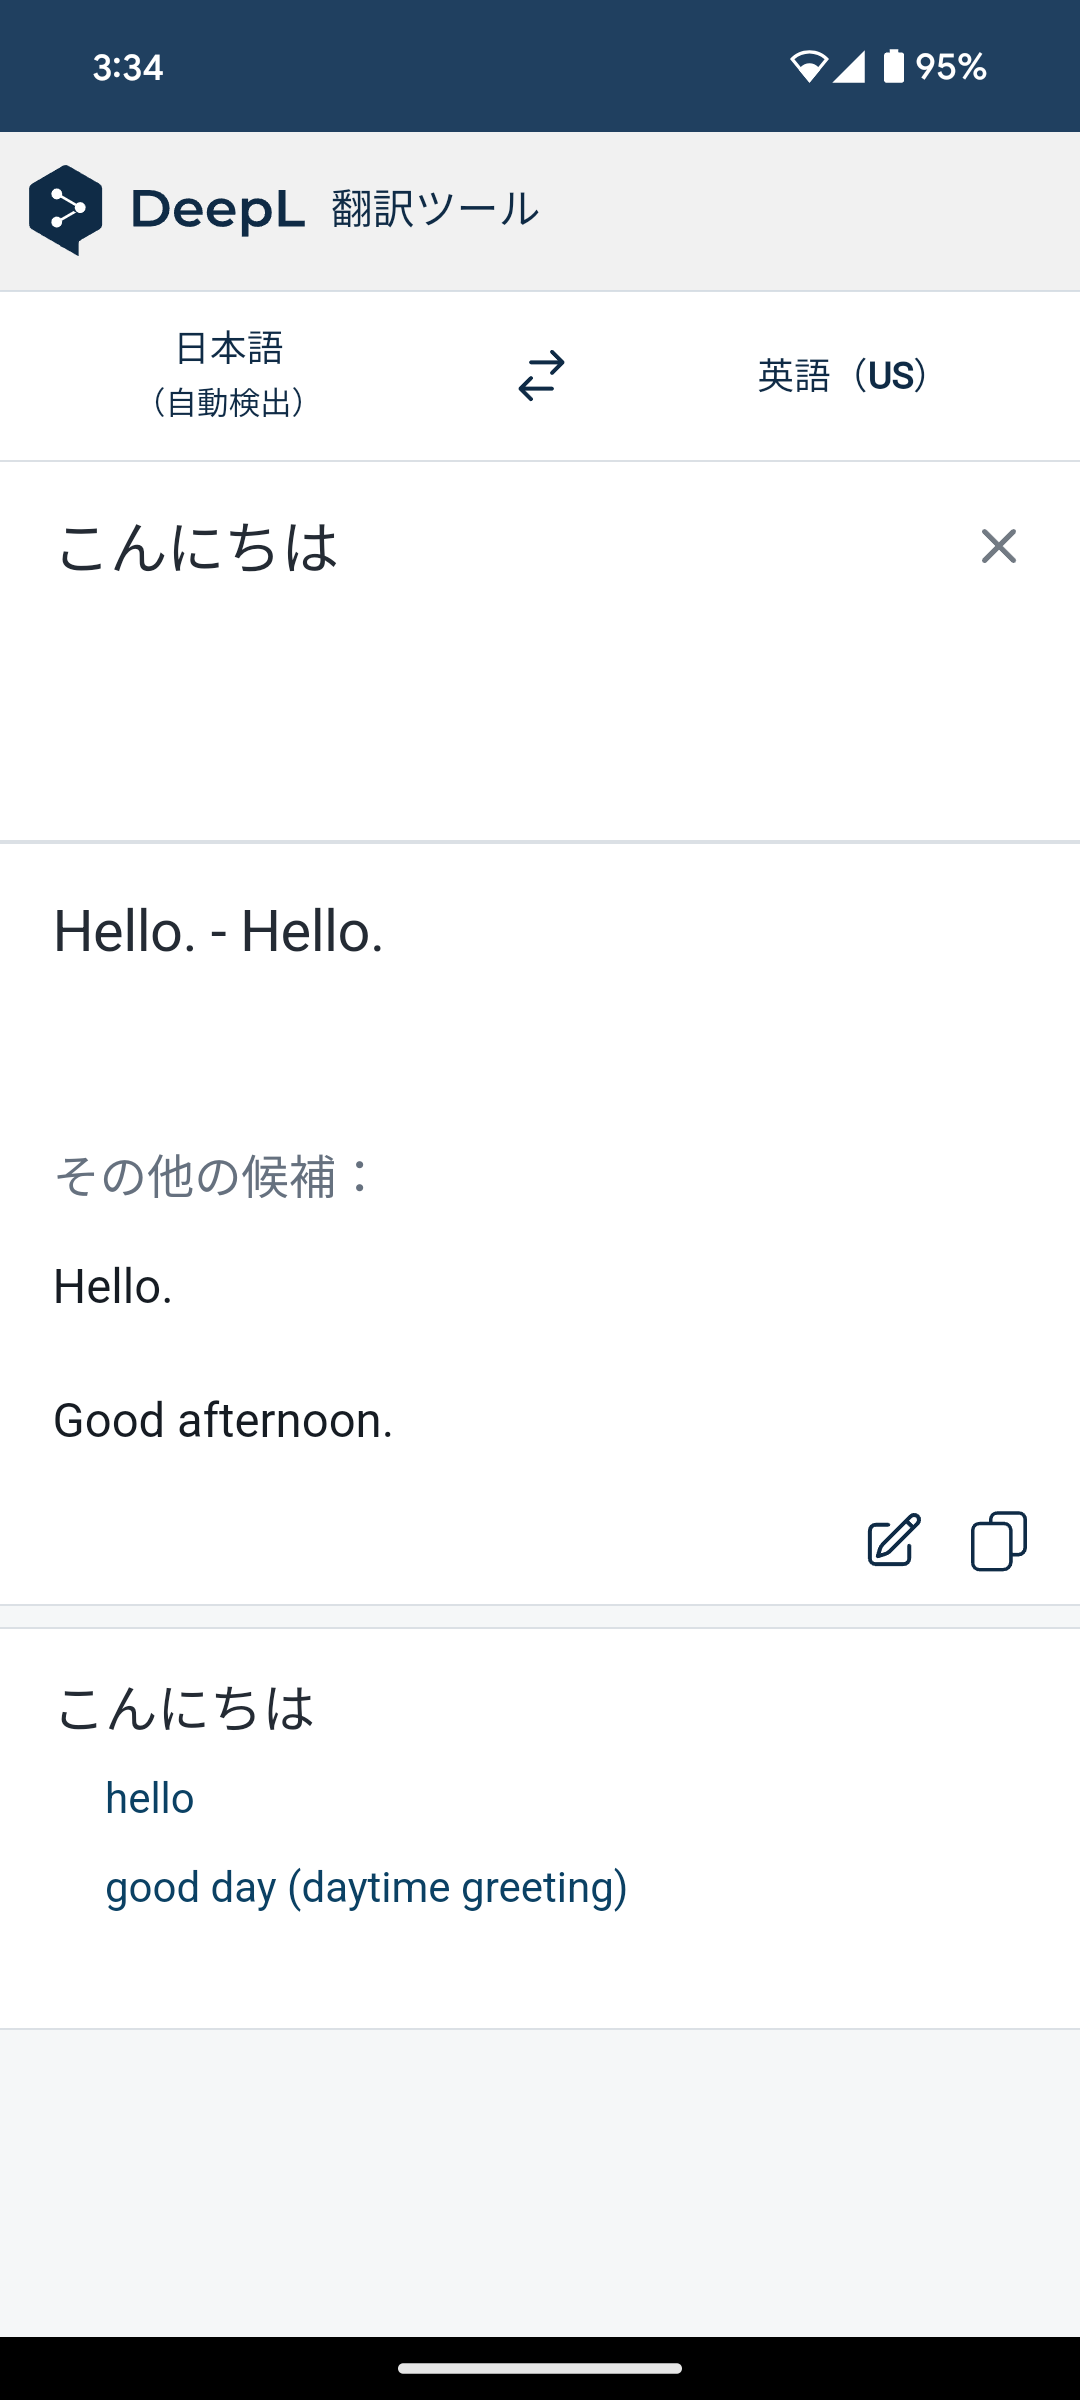 3:34
95%
DeepL 翻訳ツール
日本語
（自動検出）
英語（US）
こんにちは
Hello. - Hello.
その他の候補：
Hello.
Good afternoon.
こんにちは
hello
good day (daytime greeting)